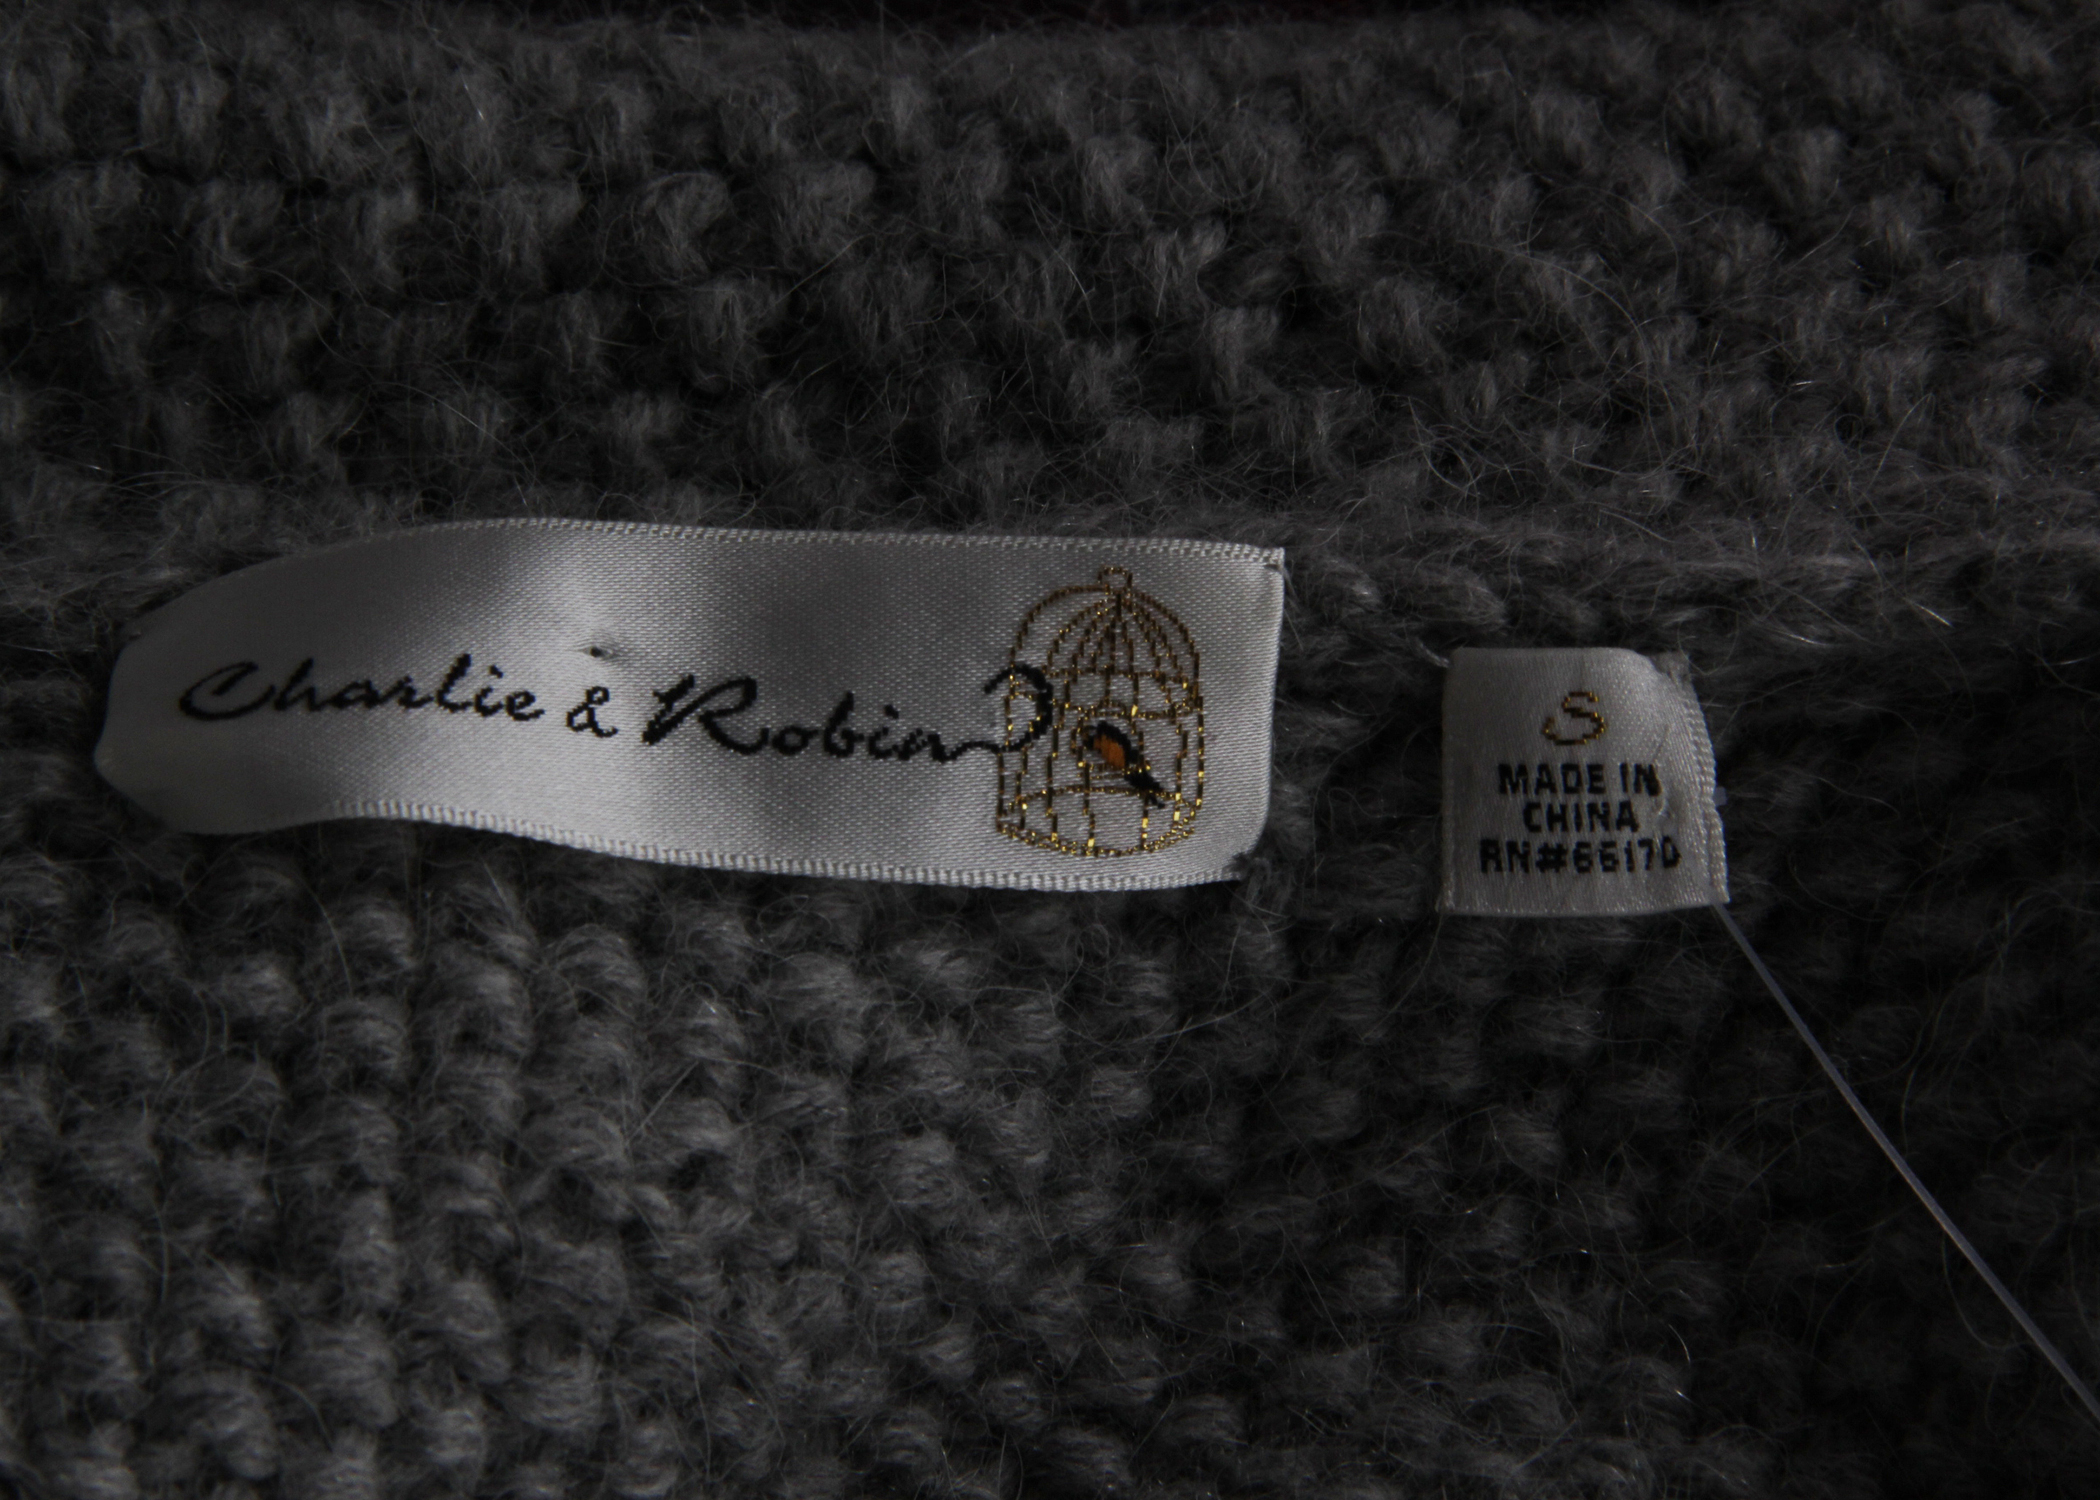 Charlie & Robin
S
MADE IN
CHINA
RN#66170